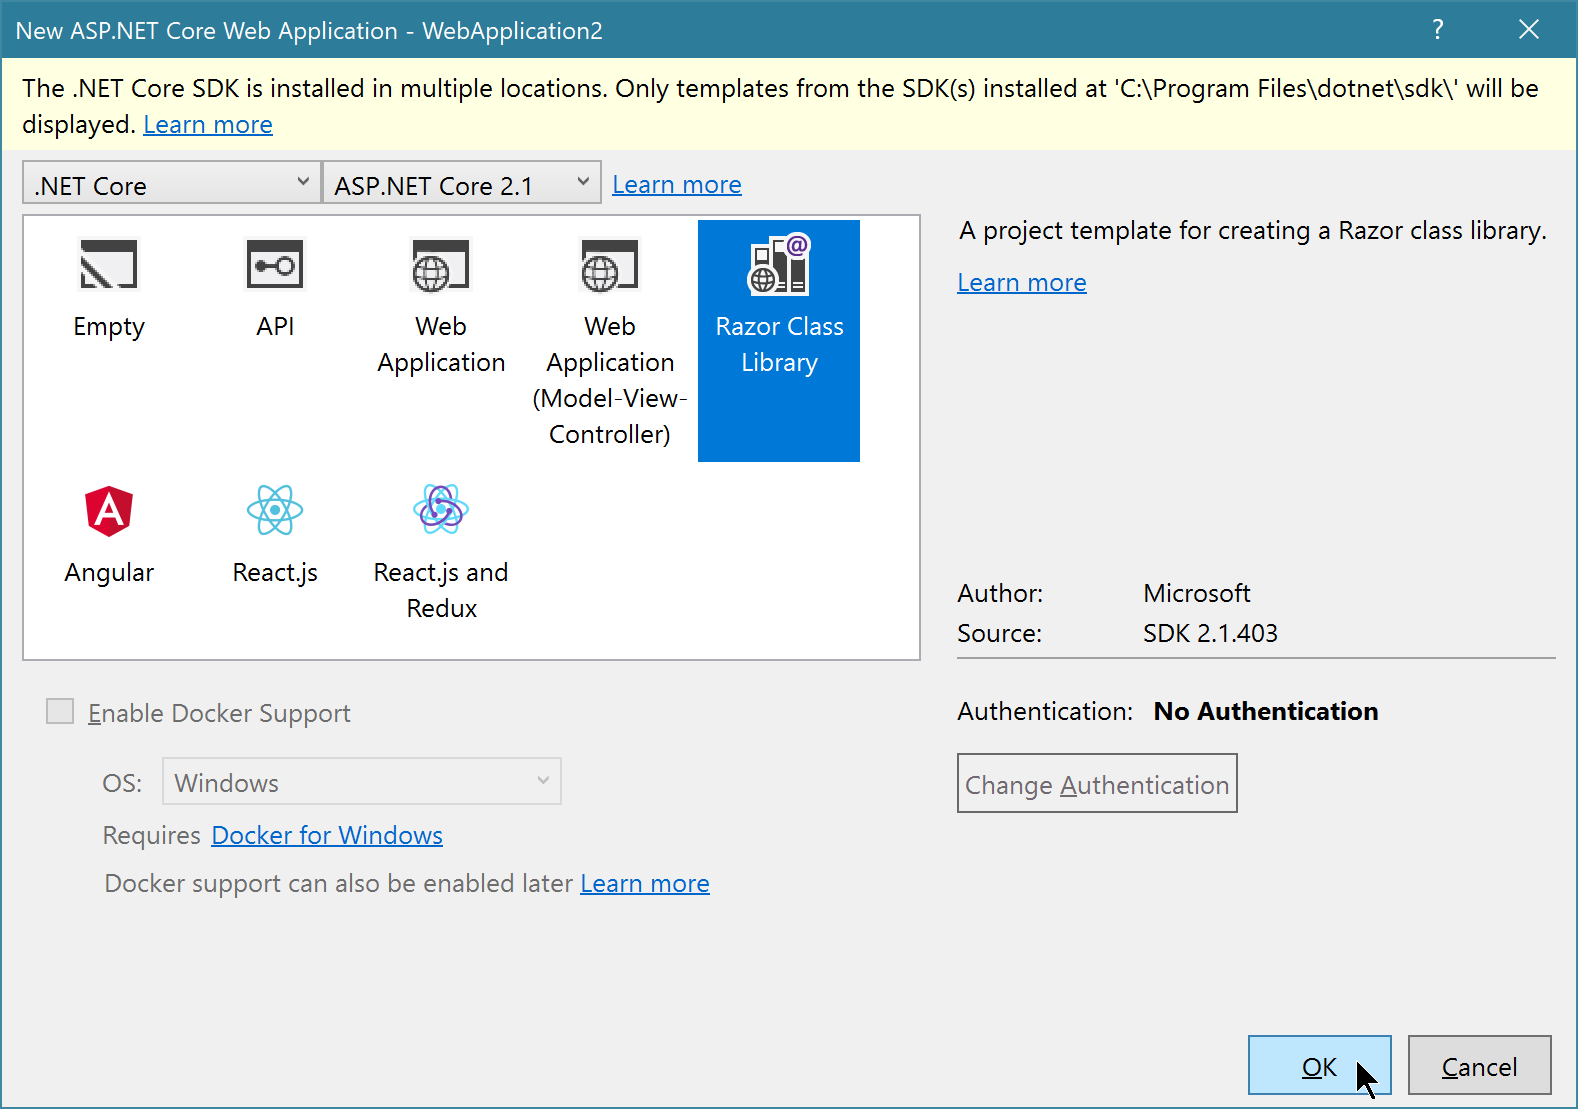 New ASP.NET Core Web Application - WebApplication2
?
The .NET Core SDK is installed in multiple locations. Only templates from the SDK(s) installed at 'C:\Program Files\dotnet\sdk\' will be
displayed. Learn more
.NET Core
ASP.NET Core 2.1
Learn more
Empty
API
Web
Application
Web
Application
(Model-View-
Controller)
@
Razor Class
Library
A
Angular
React.js
React.js and
Redux
A project template for creating a Razor class library.
Learn more
Author: Microsoft
Source: SDK 2.1.403
Enable Docker Support
OS: Windows
Requires Docker for Windows
Docker support can also be enabled later Learn more
Authentication: No Authentication
Change Authentication
OK
Cancel